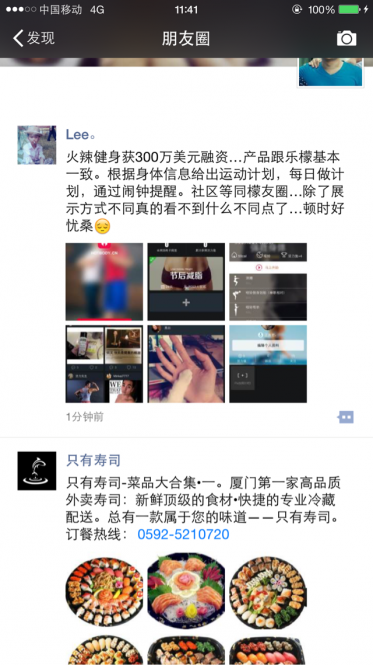 中国移动 4G 11:41 100%
发现 朋友圈
Lee。
火辣健身获300万美元融资…产品跟乐檬基本
一致。根据身体信息给出运动计划，每日做计
划，通过闹钟提醒。社区等同檬友圈…除了展
示方式不同真的看不到什么不同点了…顿时好
忧桑😔
节后减脂
1分钟前
只有寿司
只有寿司-菜品大合集•一。厦门第一家高品质
外卖寿司：新鲜顶级的食材•快捷的专业冷藏
配送。总有一款属于您的味道——只有寿司。
订餐热线： 0592-5210720